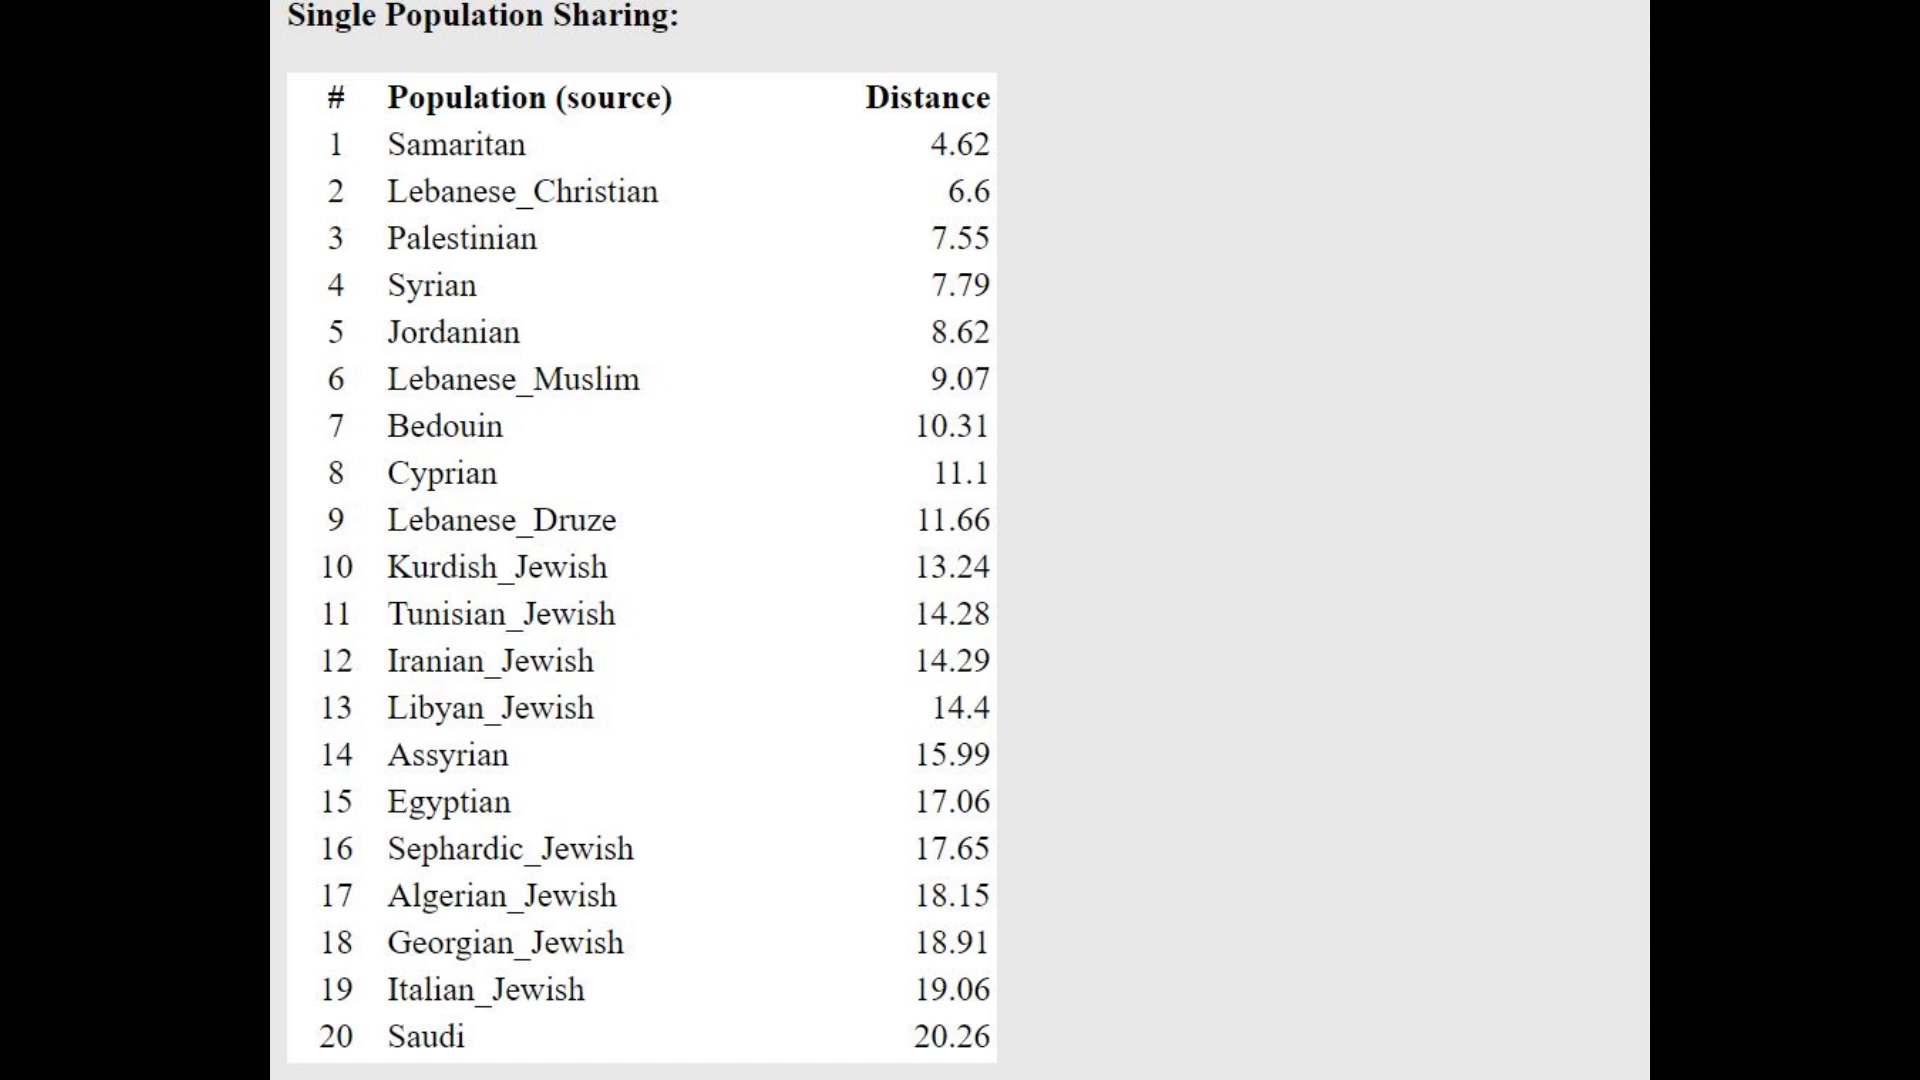 Single Population Sharing:
# Population (source) Distance
1 Samaritan 4.62
2 Lebanese_Christian 6.6
3 Palestinian 7.55
4 Syrian 7.79
5 Jordanian 8.62
6 Lebanese_Muslim 9.07
7 Bedouin 10.31
8 Cyprian 11.1
9 Lebanese_Druze 11.66
10 Kurdish_Jewish 13.24
11 Tunisian_Jewish 14.28
12 Iranian_Jewish 14.29
13 Libyan_Jewish 14.4
14 Assyrian 15.99
15 Egyptian 17.06
16 Sephardic_Jewish 17.65
17 Algerian_Jewish 18.15
18 Georgian_Jewish 18.91
19 Italian_Jewish 19.06
20 Saudi 20.26